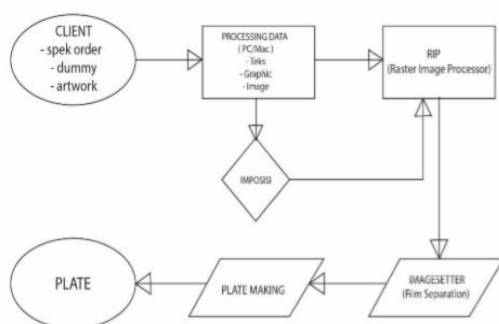 CLIENT
- spek order
- dummy
- artwork
PROCESSING DATA
( PC/Mac )
- Teks
- Graphic
- Image
RIP
(Raster Image Processor)
IMPOSISI
PLATE
PLATE MAKING
IMAGESETTER
(Film Separation)